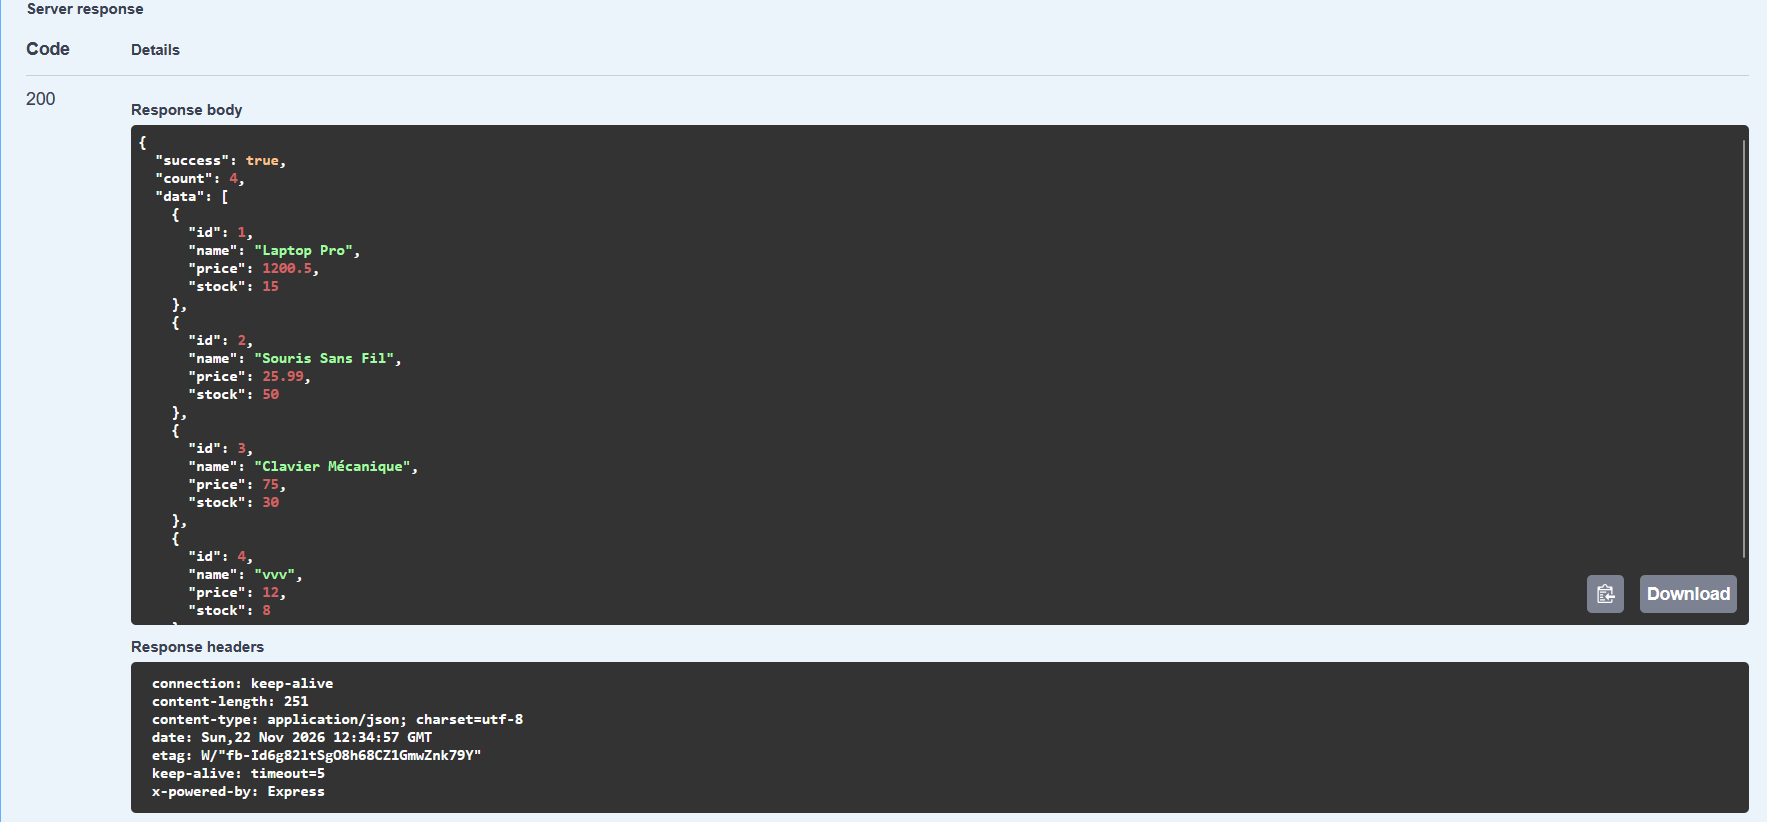 Server response
Code Details
200
Response body
{
"success": true,
"count": 4,
"data": [
{
"id": 1,
"name": "Laptop Pro",
"price": 1200.5,
"stock": 15
},
{
"id": 2,
"name": "Souris Sans Fil",
"price": 25.99,
"stock": 50
},
{
"id": 3,
"name": "Clavier Mécanique",
"price": 75,
"stock": 30
},
{
"id": 4,
"name": "vvv",
"price": 12,
"stock": 8
Download
Response headers
connection: keep-alive
content-length: 251
content-type: application/json; charset=utf-8
date: Sun,22 Nov 2026 12:34:57 GMT
etag: W/"fb-Id6g82ltSgO8h68CZ1GmwZnk79Y"
keep-alive: timeout=5
x-powered-by: Express